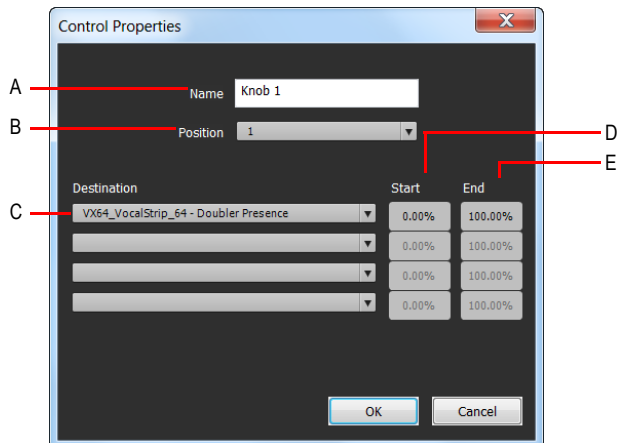 Control Properties
X
A
Name
Knob 1
B
Position
1
D
E
Destination
Start
End
C
VX64_VocalStrip_64 - Doubler Presence
0.00%
100.00%
0.00%
100.00%
0.00%
100.00%
0.00%
100.00%
OK
Cancel